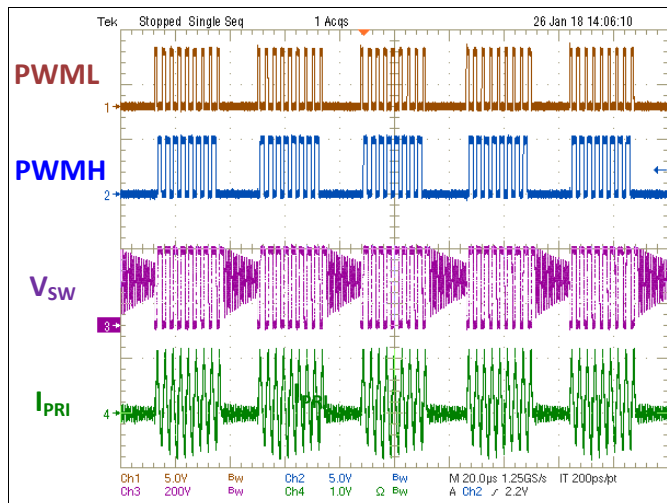 Tek Stopped Single Seq 1 Acqs 26 Jan 18 14:06:10
PWML
1
PWMH
2
VSW
3
IPRI
IPRI
4
Ch1 5.0V Bw Ch2 5.0V Bw M 20.0µs 1.25GS/s IT 200ps/pt
Ch3 200V Bw Ch4 1.0V Ω Bw A Ch2 ⁄ 2.2V